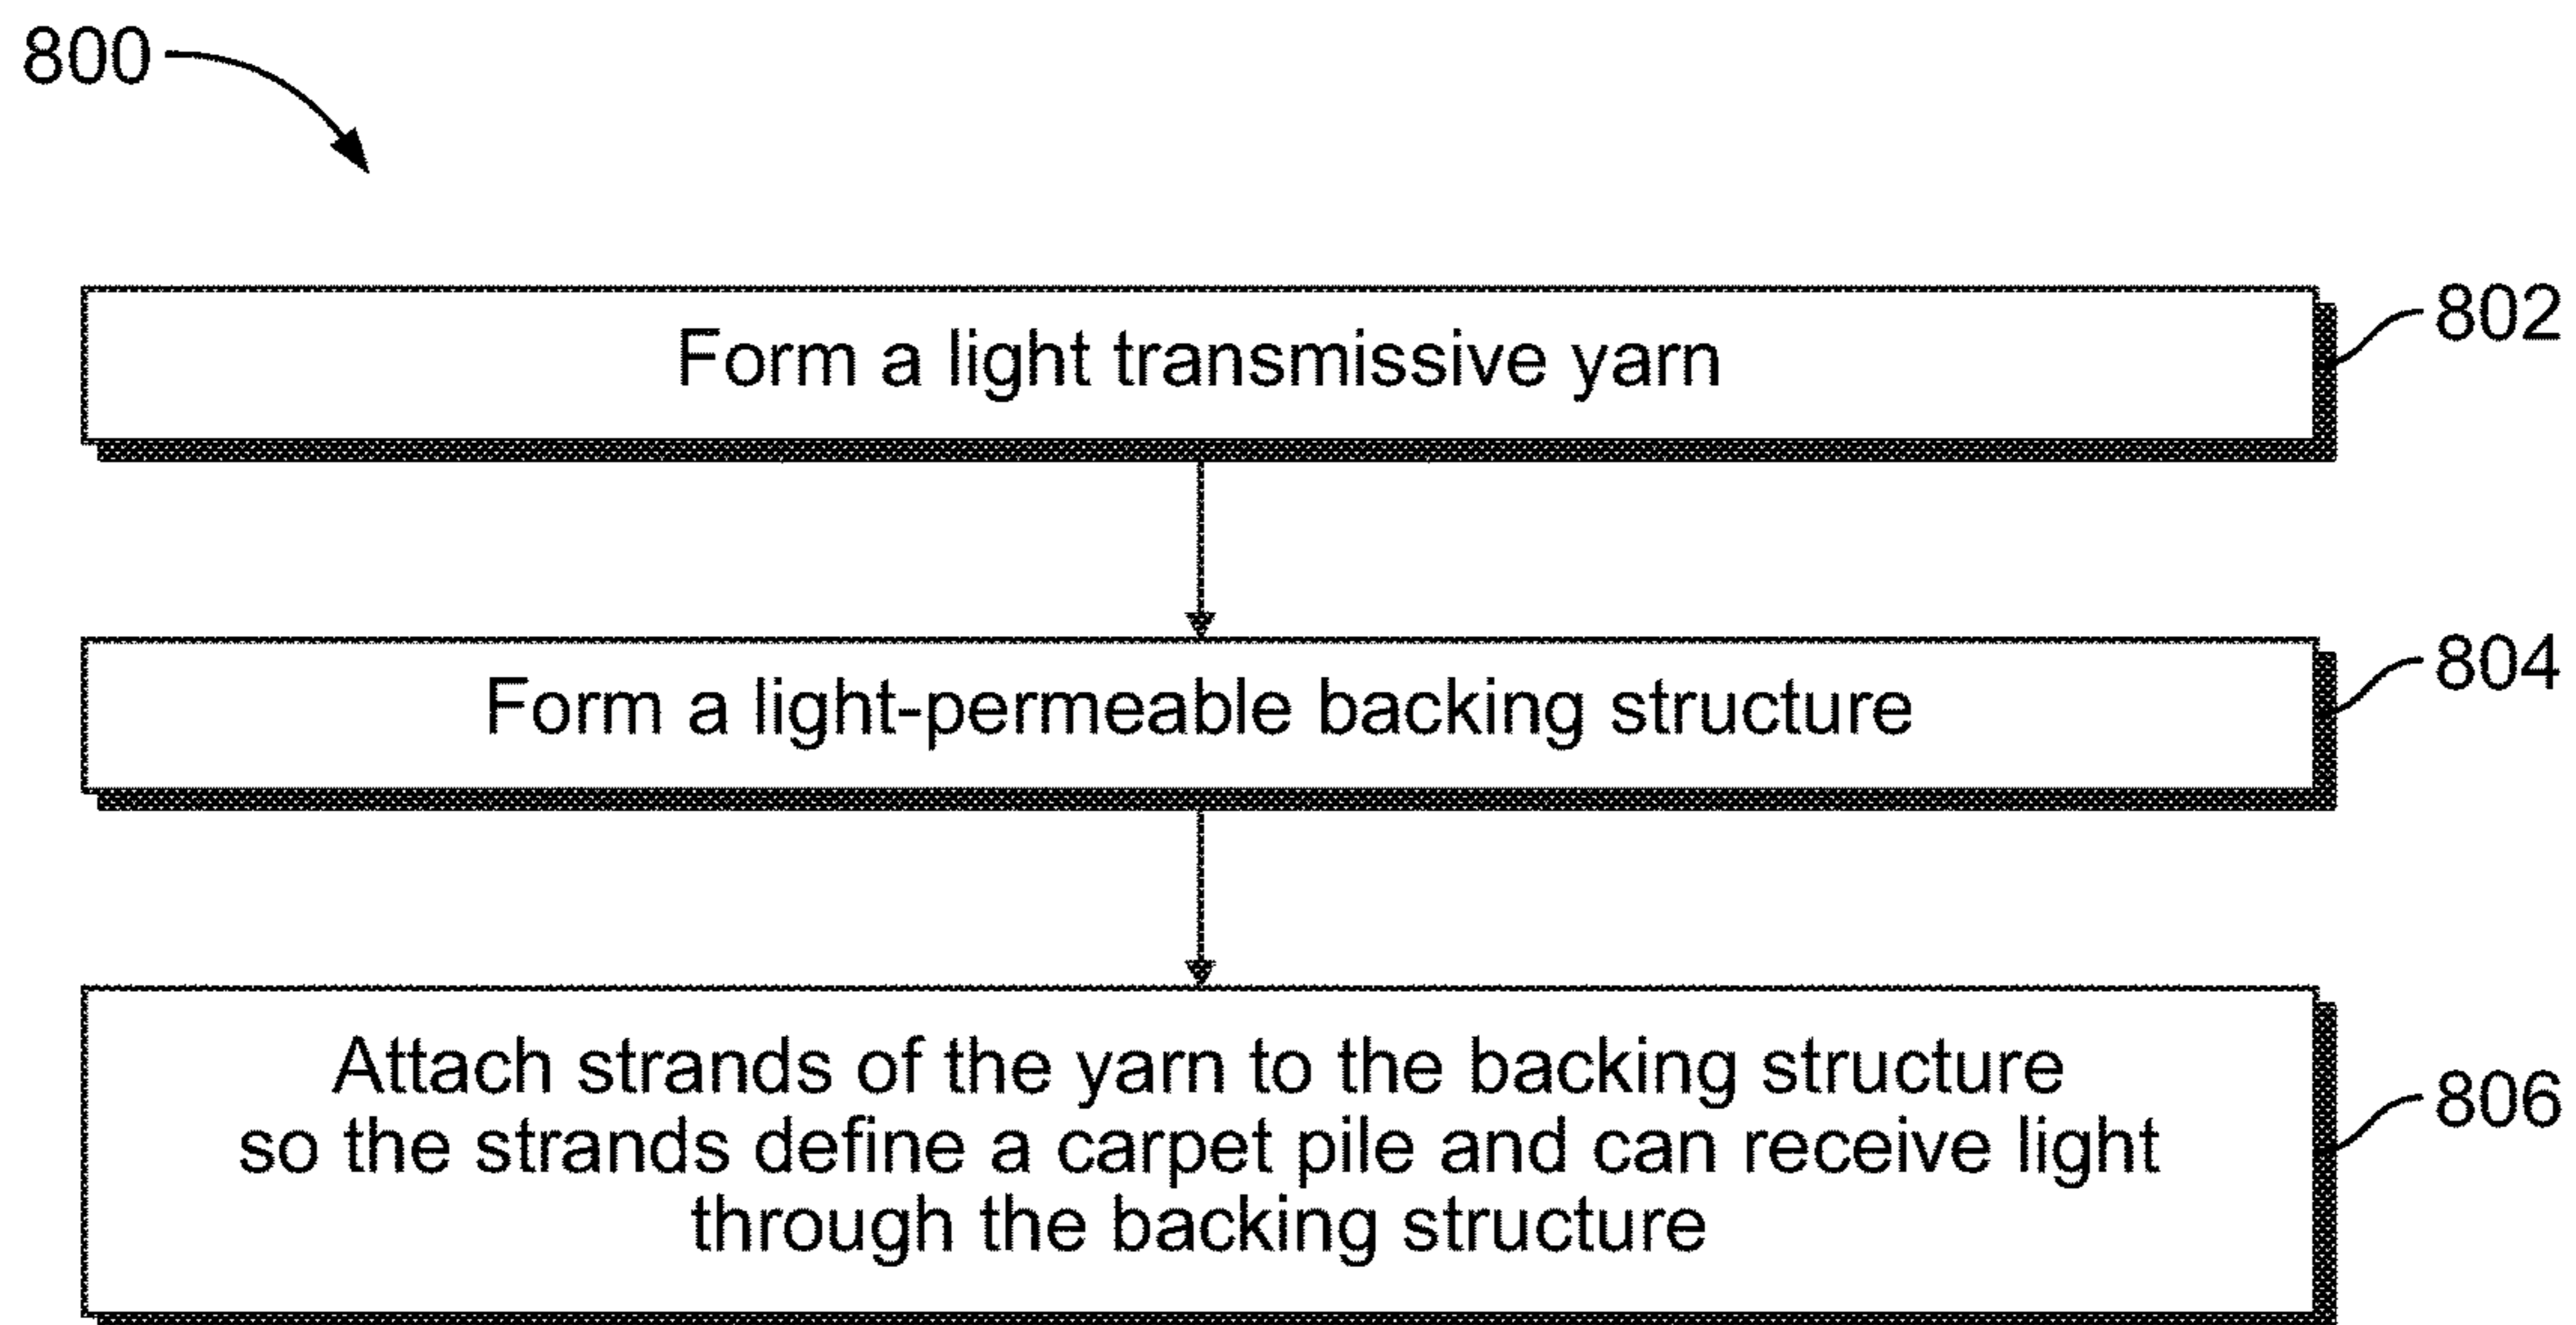 800
Form a light transmissive yarn
802
Form a light-permeable backing structure
804
Attach strands of the yarn to the backing structure
so the strands define a carpet pile and can receive light
through the backing structure
806